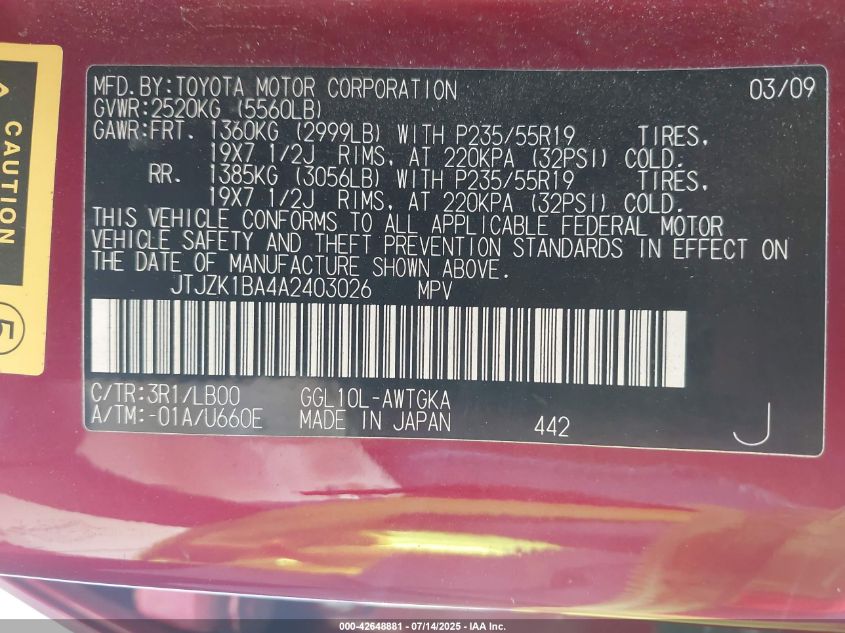 MFD.BY:TOYOTA MOTOR CORPORATION 03/09
GVWR:2520KG (5560LB)
GAWR:FRT. 1360KG (2999LB) WITH P235/55R19 TIRES,
19X7 1/2J RIMS, AT 220KPA (32PSI) COLD.
RR. 1385KG (3056LB) WITH P235/55R19 TIRES,
19X7 1/2J RIMS, AT 220KPA (32PSI) COLD.
THIS VEHICLE CONFORMS TO ALL APPLICABLE FEDERAL MOTOR
VEHICLE SAFETY AND THEFT PREVENTION STANDARDS IN EFFECT ON
THE DATE OF MANUFACTURE SHOWN ABOVE.
JTJZK1BA4A2403026 MPV
C/TR:3R1/LB00 GGL10L-AWTGKA
A/TM:-01A/U660E MADE IN JAPAN 442 J
CAUTION
5
000-42648881 - 07/14/2025 - IAA Inc.